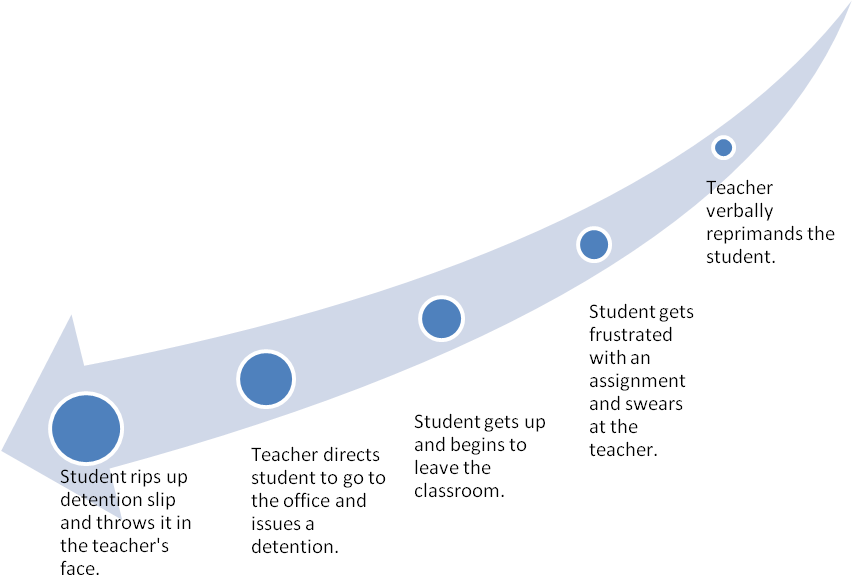 Teacher
verbally
reprimands the
student.
Student gets
frustrated
with an
assignment
and swears
at the
teacher.
Student gets up
and begins to
leave the
classroom.
Teacher directs
student to go to
the office and
issues a
detention.
Student rips up
detention slip
and throws it in
the teacher's
face.